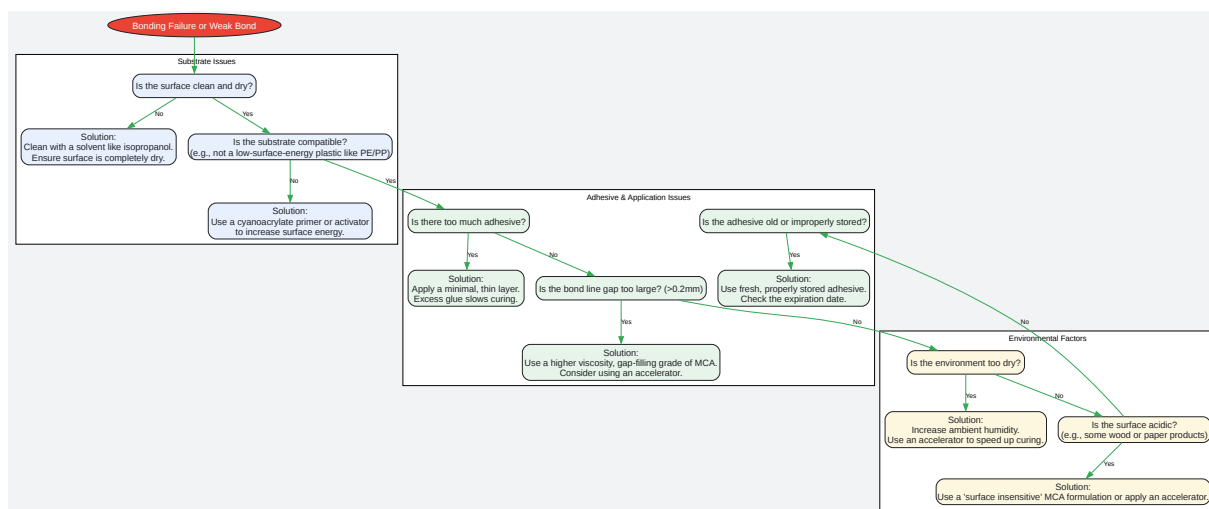 Bonding Failure or Weak Bond
Substrate Issues
Is the surface clean and dry?
No
Yes
Solution:
Clean with a solvent like isopropanol.
Ensure surface is completely dry.
Is the substrate compatible?
(e.g., not a low-surface-energy plastic like PE/PP)
No
Yes
Solution:
Use a cyanoacrylate primer or activator
to increase surface energy.
Adhesive & Application Issues
Is there too much adhesive?
Is the adhesive old or improperly stored?
Yes
No
Yes
Solution:
Apply a minimal, thin layer.
Excess glue slows curing.
Is the bond line gap too large? (>0.2mm)
Solution:
Use fresh, properly stored adhesive.
Check the expiration date.
Yes
No
No
Solution:
Use a higher viscosity, gap-filling grade of MCA.
Consider using an accelerator.
Environmental Factors
Is the environment too dry?
Yes
No
Solution:
Increase ambient humidity.
Use an accelerator to speed up curing.
Is the surface acidic?
(e.g., some wood or paper products)
Yes
Solution:
Use a 'surface insensitive' MCA formulation or apply an accelerator.